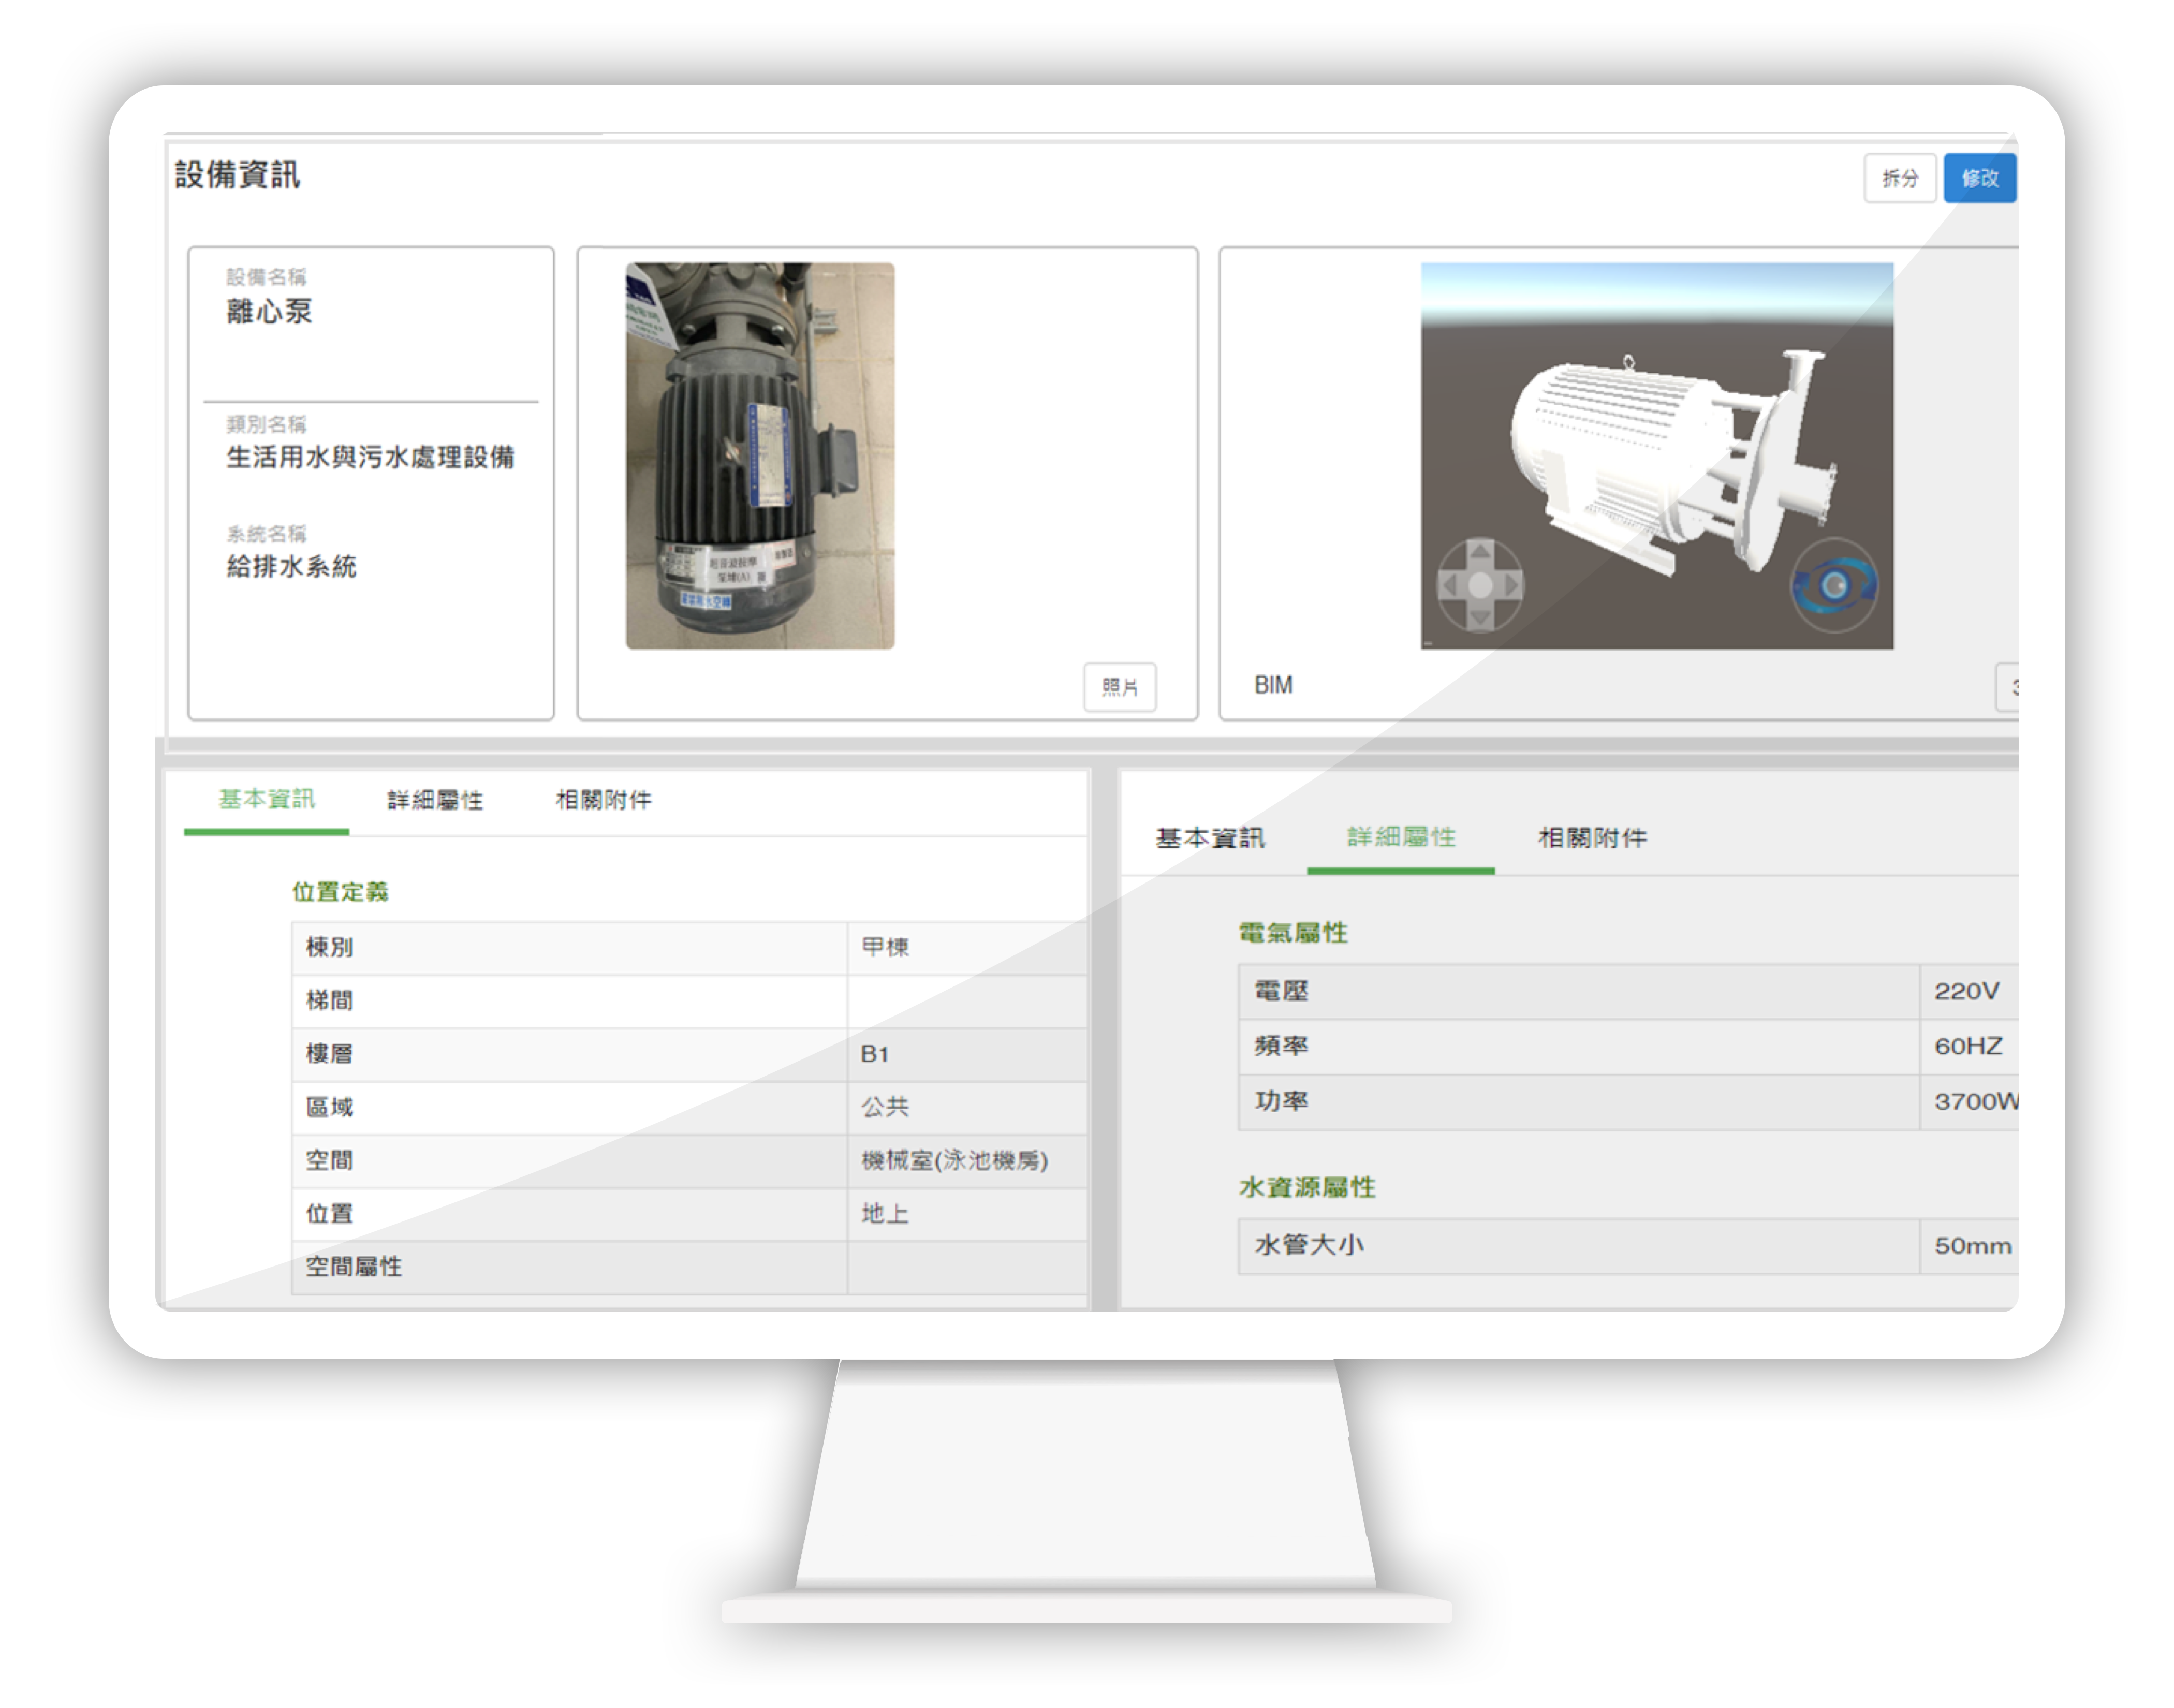 設備資訊
拆分
修改
設備名稱
離心泵
類別名稱
生活用水與污水處理設備
系統名稱
給排水系統
照片
BIM
基本資訊 詳細屬性 相關附件
位置定義
棟別 甲棟
梯間
樓層 B1
區域 公共
空間 機械室(泳池機房)
位置 地上
空間屬性
基本資訊 詳細屬性 相關附件
電氣屬性
電壓 220V
頻率 60HZ
功率 3700W
水資源屬性
水管大小 50mm